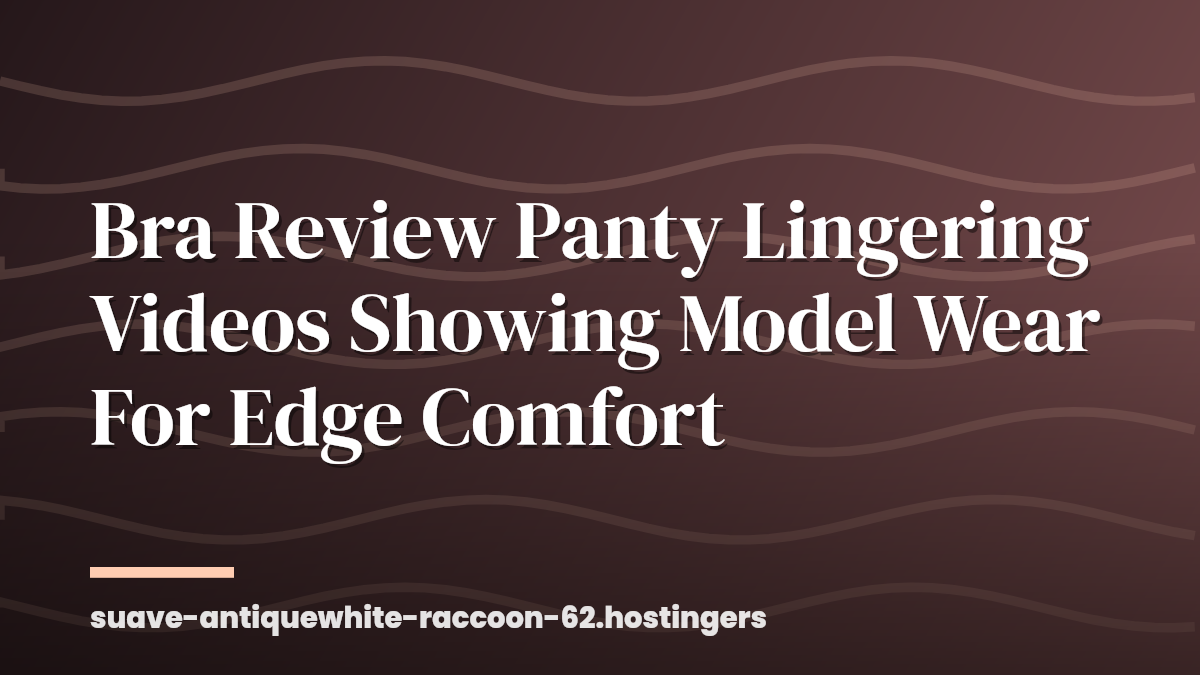 Bra Review Panty Lingering
Videos Showing Model Wear
For Edge Comfort
suave-antiquewhite-raccoon-62.hostingers